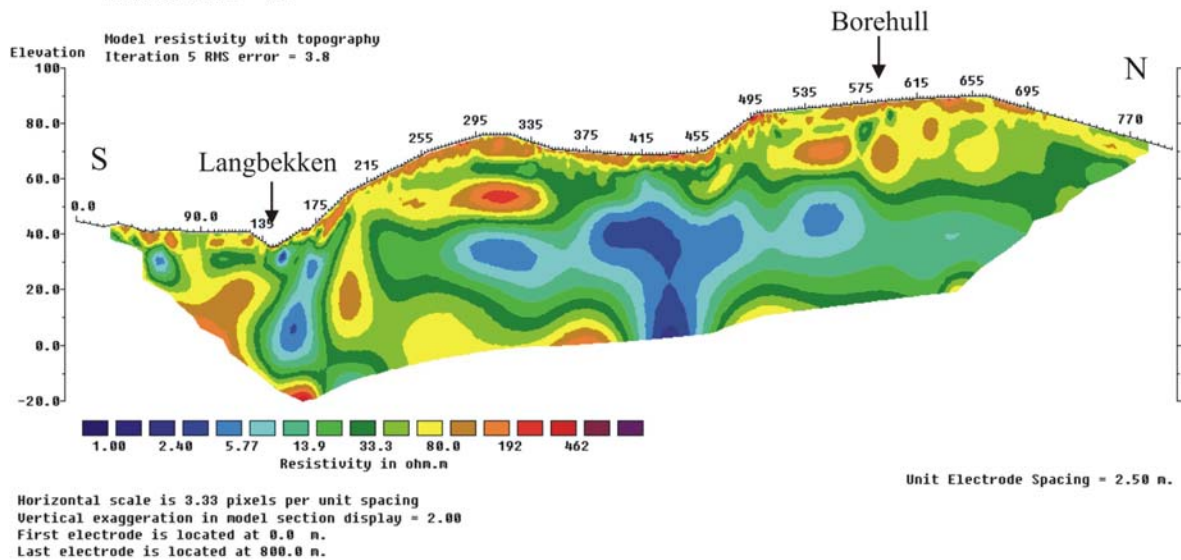 Borehull
Model resistivity with topography
Elevation
Iteration 5 RMS error = 3.8
N
100
80.0
60.0
40.0
20.0
0.0
-20.0
S
Langbekken
0.0 90.0 135 175 215 255 295 335 375 415 455 495 535 575 615 655 695 770
1.00 2.40 5.77 13.9 33.3 80.0 192 462
Resistivity in ohm.m
Unit Electrode Spacing = 2.50 m.
Horizontal scale is 3.33 pixels per unit spacing
Vertical exaggeration in model section display = 2.00
First electrode is located at 0.0 m.
Last electrode is located at 800.0 m.